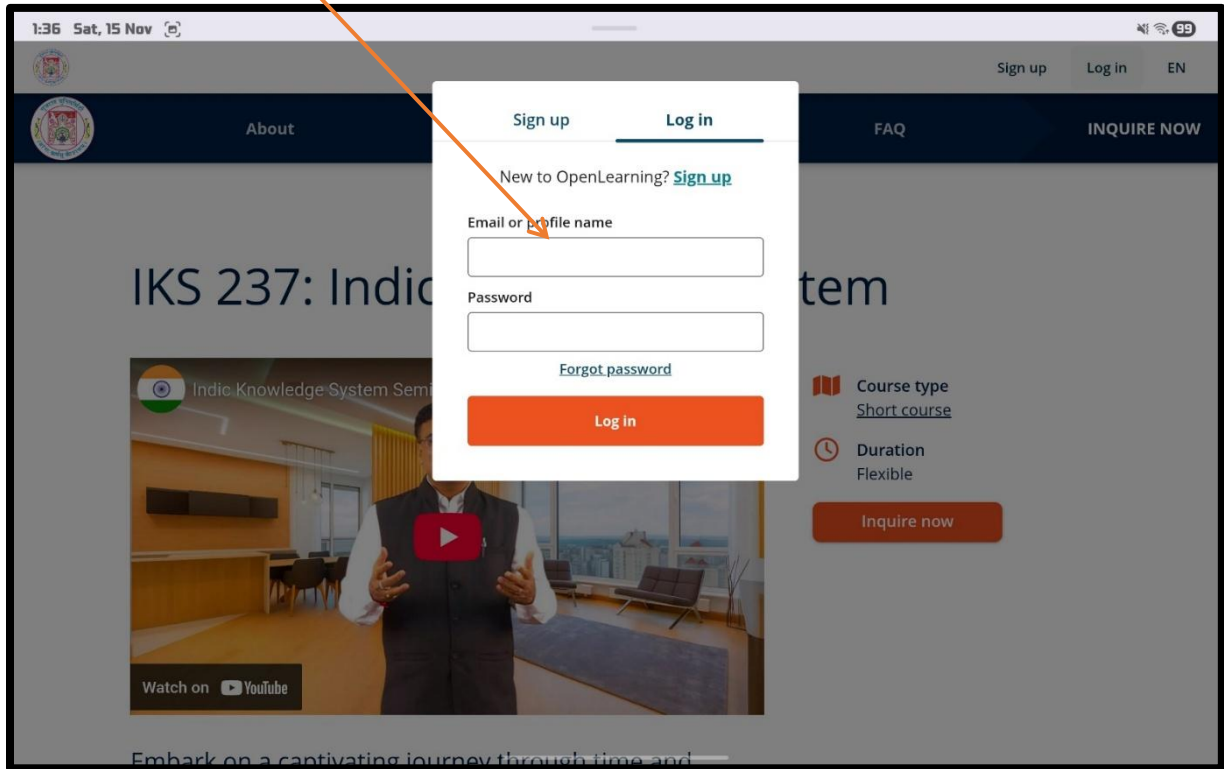 1:36 Sat, 15 Nov
99
Sign up Log in EN
About
FAQ
INQUIRE NOW
Sign up Log in
New to OpenLearning? Sign up
Email or profile name
Password
Forgot password
Log in
IKS 237: Indic
tem
Indic Knowledge System Semi
Course type
Short course
Duration
Flexible
Inquire now
Watch on YouTube
Embark on a captivating journey through time and